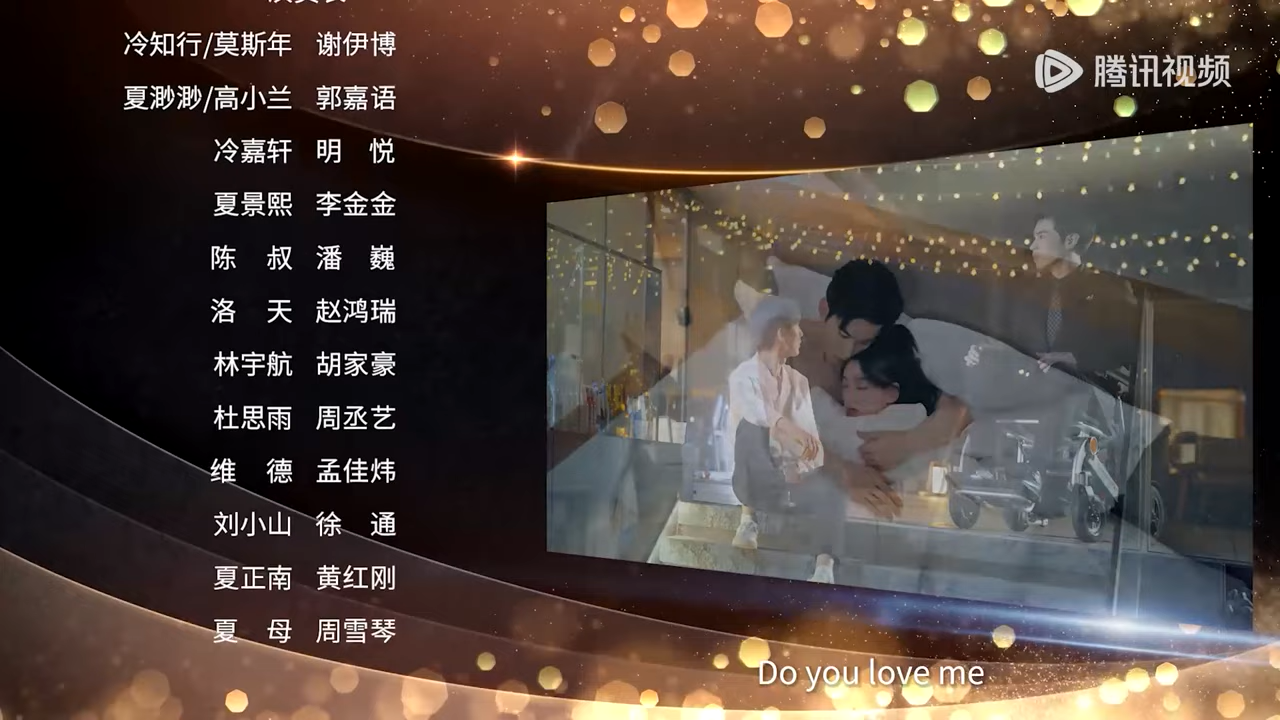 冷知行/莫斯年 谢伊博
夏渺渺/高小兰 郭嘉语
冷嘉轩 明 悦
夏景熙 李金金
陈 叔 潘 巍
洛 天 赵鸿瑞
林宇航 胡家豪
杜思雨 周丞艺
维 德 孟佳炜
刘小山 徐 通
夏正南 黄红刚
夏 母 周雪琴
腾讯视频
Do you love me